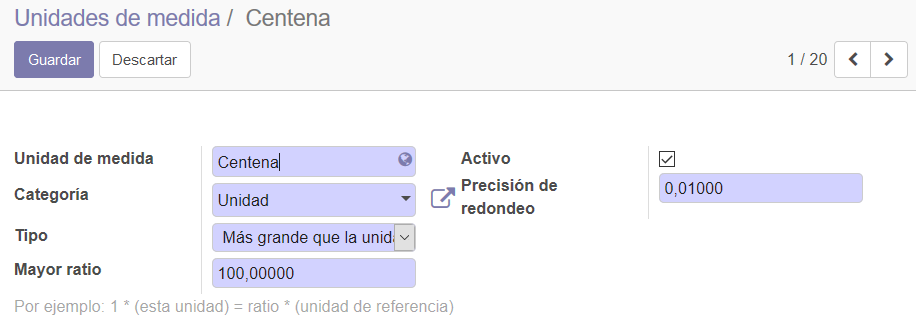 Unidades de medida / Centena
Guardar Descartar 1 / 20
Unidad de medida Centena Activo
Categoría Unidad Precisión de redondeo 0,01000
Tipo Más grande que la unida
Mayor ratio 100,00000
Por ejemplo: 1 * (esta unidad) = ratio * (unidad de referencia)